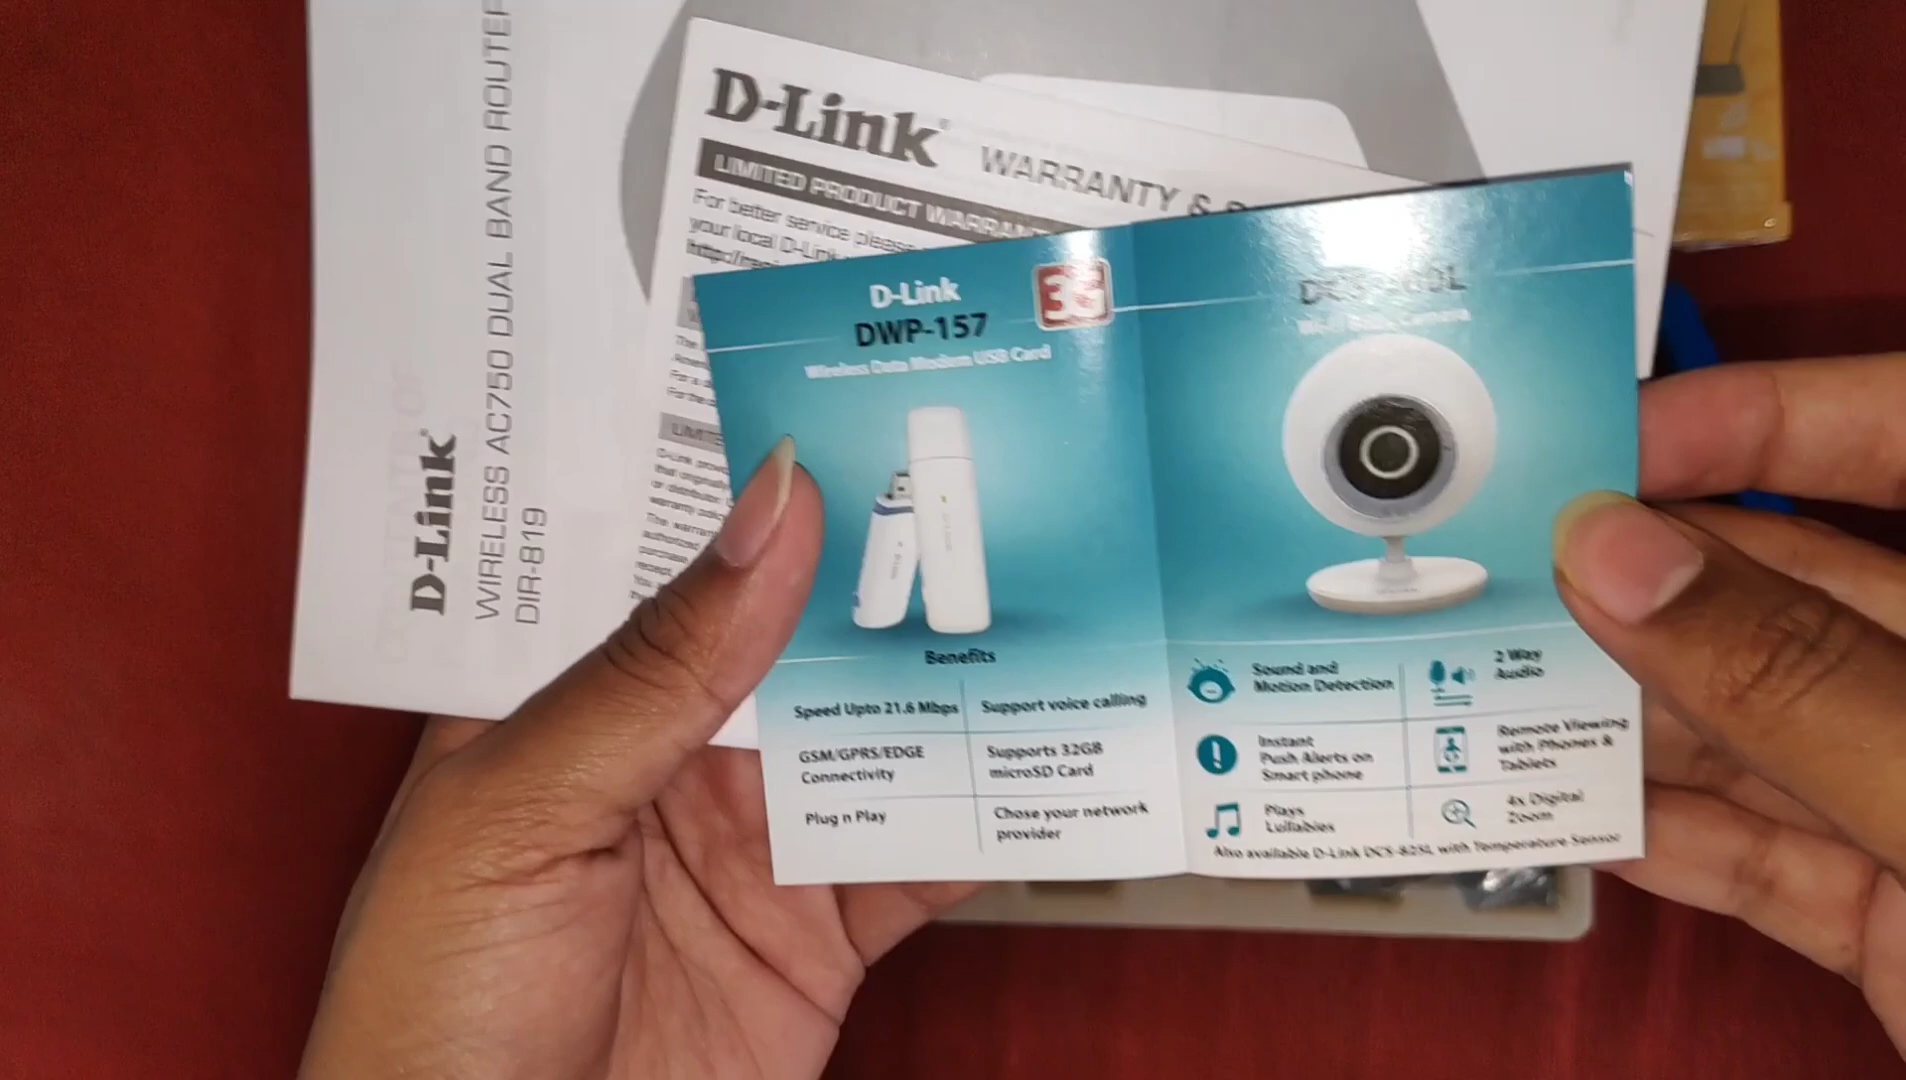 D-Link
WIRELESS AC750 DUAL BAND ROUTER
DIR-819
D-Link
WARRANTY &
LIMITED PRODUCT WARRANTY
For better service please
your local D-Link
D-Link
DWP-157
3G
Wireless Data Modem USB Card
Benefits
Speed Upto 21.6 Mbps
Support voice calling
GSM/GPRS/EDGE
Connectivity
Supports 32GB
microSD Card
Plug n Play
Chose your network
provider
Sound and
Motion Detection
2 Way
Audio
Instant
Push Alerts on
Smart phone
Remote Viewing
with Phones &
Tablets
Plays
Lullabies
4x Digital
Zoom
Also available D-Link DCS-825L with Temperature Sensor